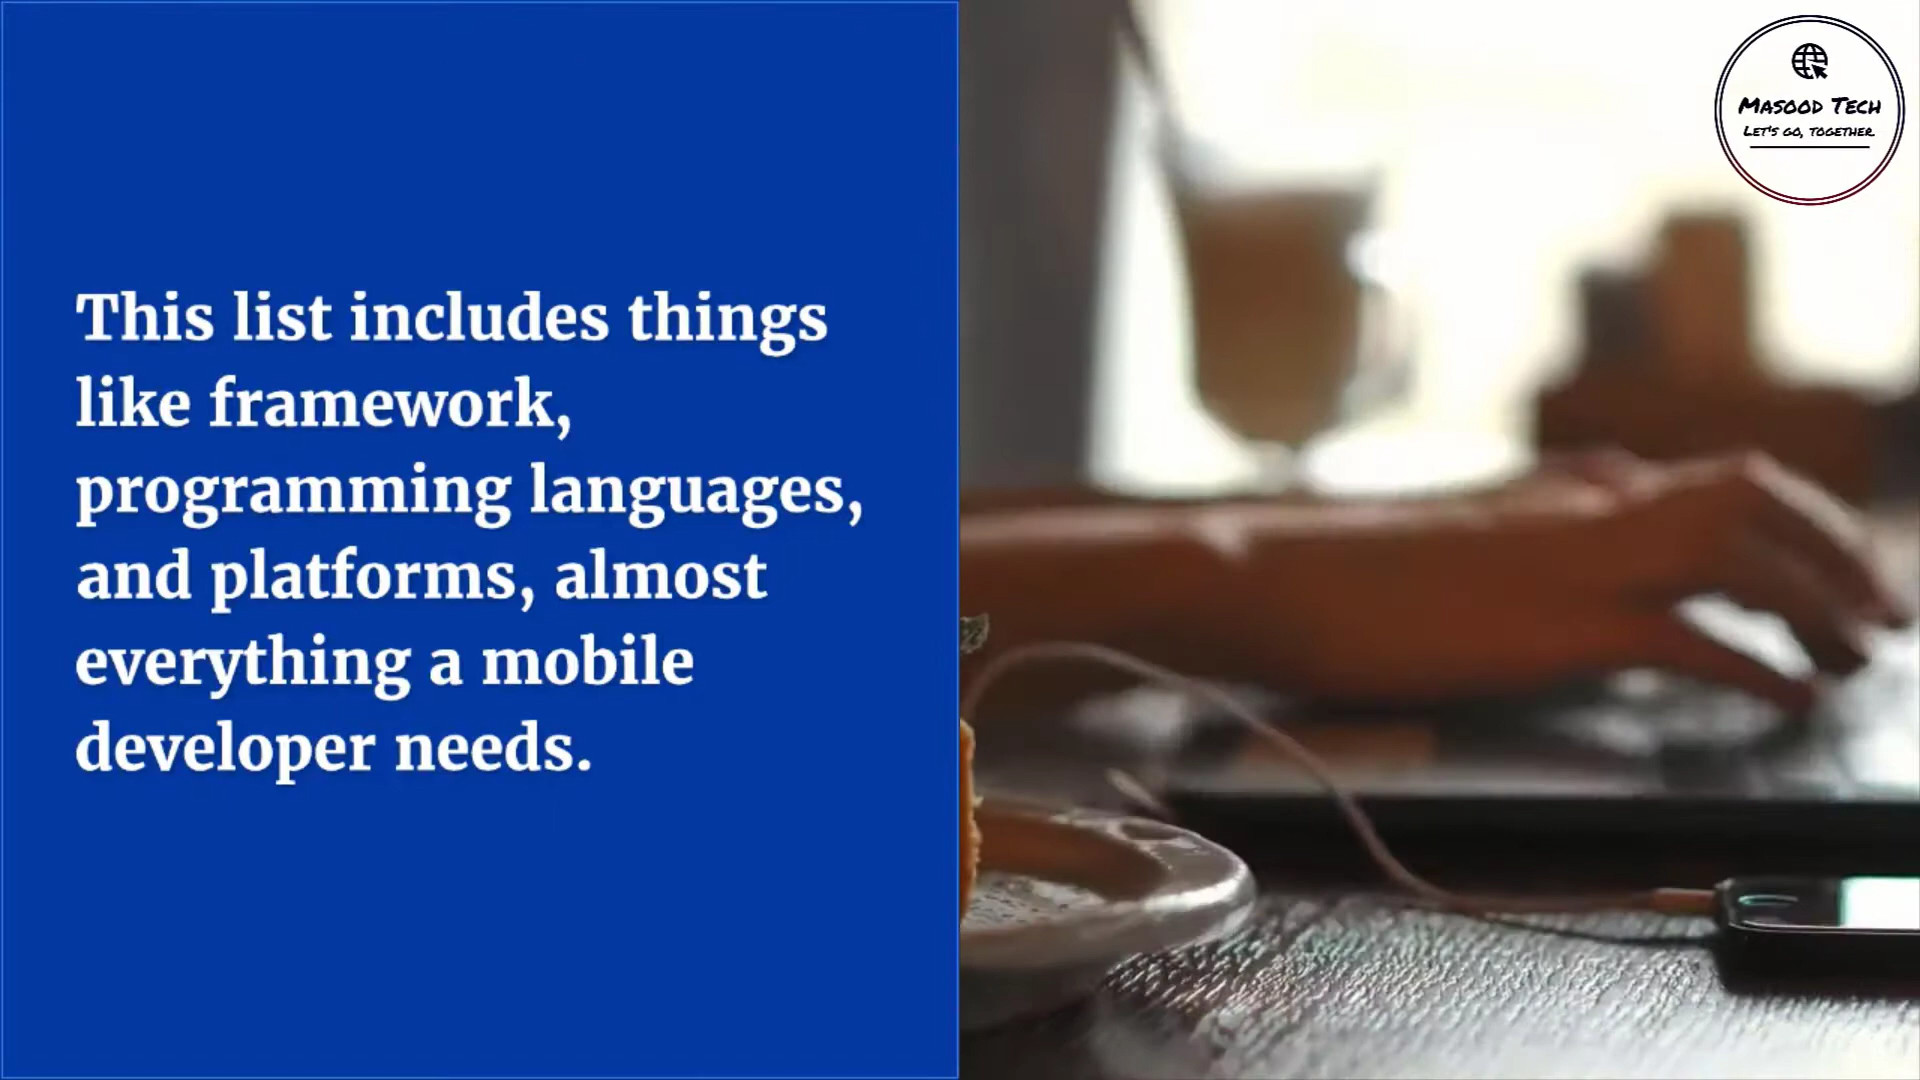 This list includes things
like framework,
programming languages,
and platforms, almost
everything a mobile
developer needs.
MASOOD TECH
LET'S GO, TOGETHER